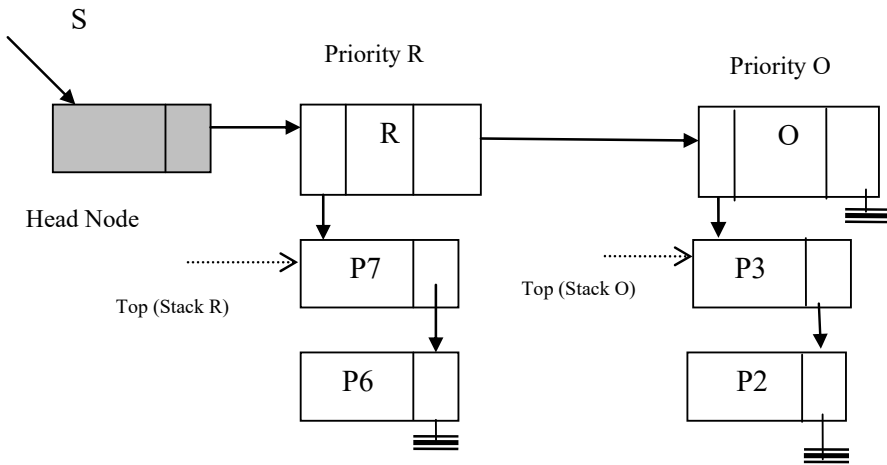 S
Priority R
Priority O
R
O
Head Node
P7
P3
Top (Stack R)
Top (Stack O)
P6
P2